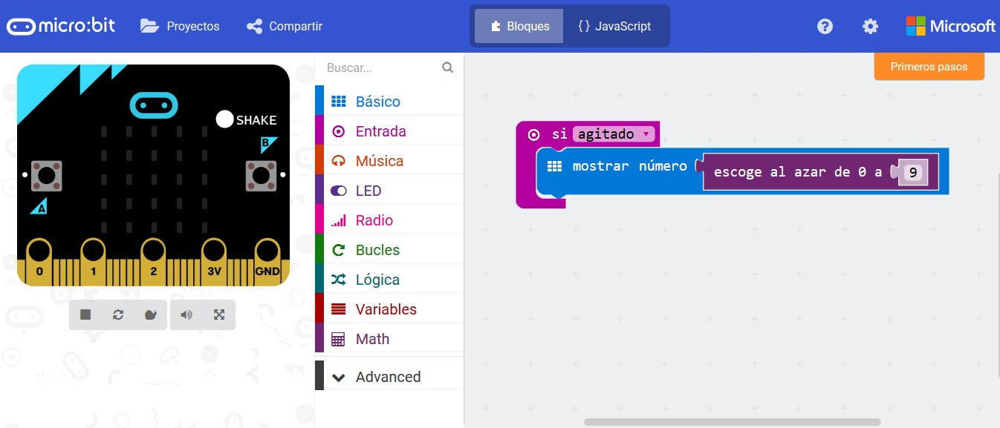 micro:bit Proyectos Compartir Bloques {} JavaScript ? Microsoft
Primeros pasos
SHAKE
B
A
0 1 2 3V GND
Buscar...
Básico
Entrada
Música
LED
Radio
Bucles
Lógica
Variables
Math
Advanced
si agitado
mostrar número escoge al azar de 0 a 9